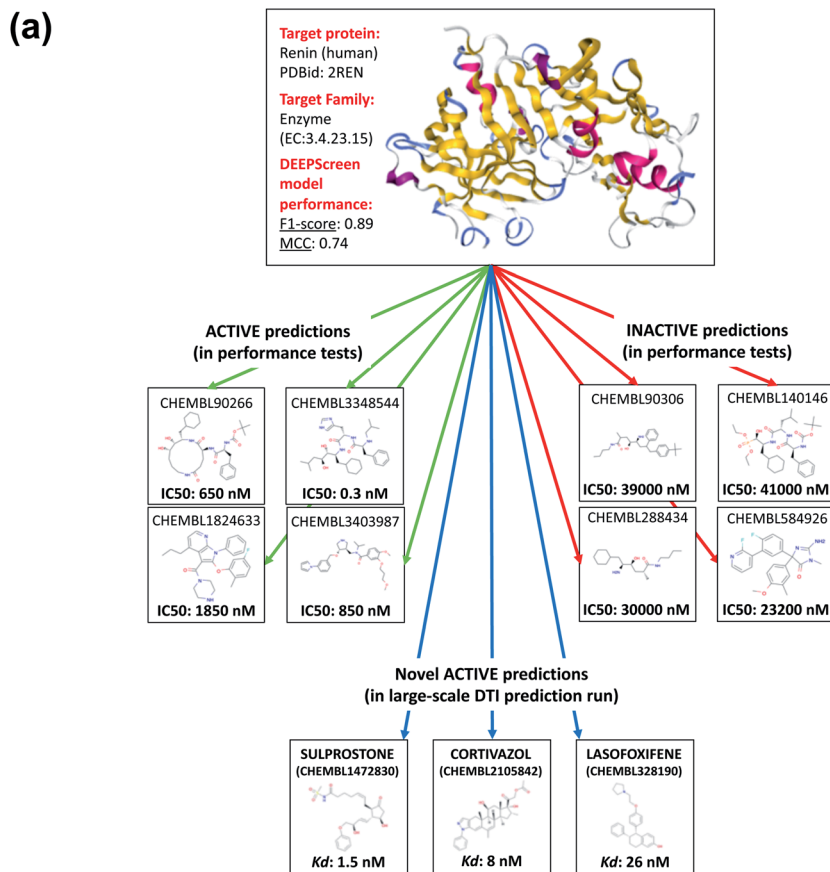 (a)
Target protein:
Renin (human)
PDBid: 2REN
Target Family:
Enzyme
(EC:3.4.23.15)
DEEPScreen
model
performance:
F1-score: 0.89
MCC: 0.74
ACTIVE predictions
(in performance tests)
INACTIVE predictions
(in performance tests)
CHEMBL90266
IC50: 650 nM
CHEMBL3348544
IC50: 0.3 nM
CHEMBL90306
IC50: 39000 nM
CHEMBL140146
IC50: 41000 nM
CHEMBL1824633
IC50: 1850 nM
CHEMBL3403987
IC50: 850 nM
CHEMBL288434
IC50: 30000 nM
CHEMBL584926
IC50: 23200 nM
Novel ACTIVE predictions
(in large-scale DTI prediction run)
SULPROSTONE
(CHEMBL1472830)
Kd: 1.5 nM
CORTIVAZOL
(CHEMBL2105842)
Kd: 8 nM
LASOFOXIFENE
(CHEMBL328190)
Kd: 26 nM